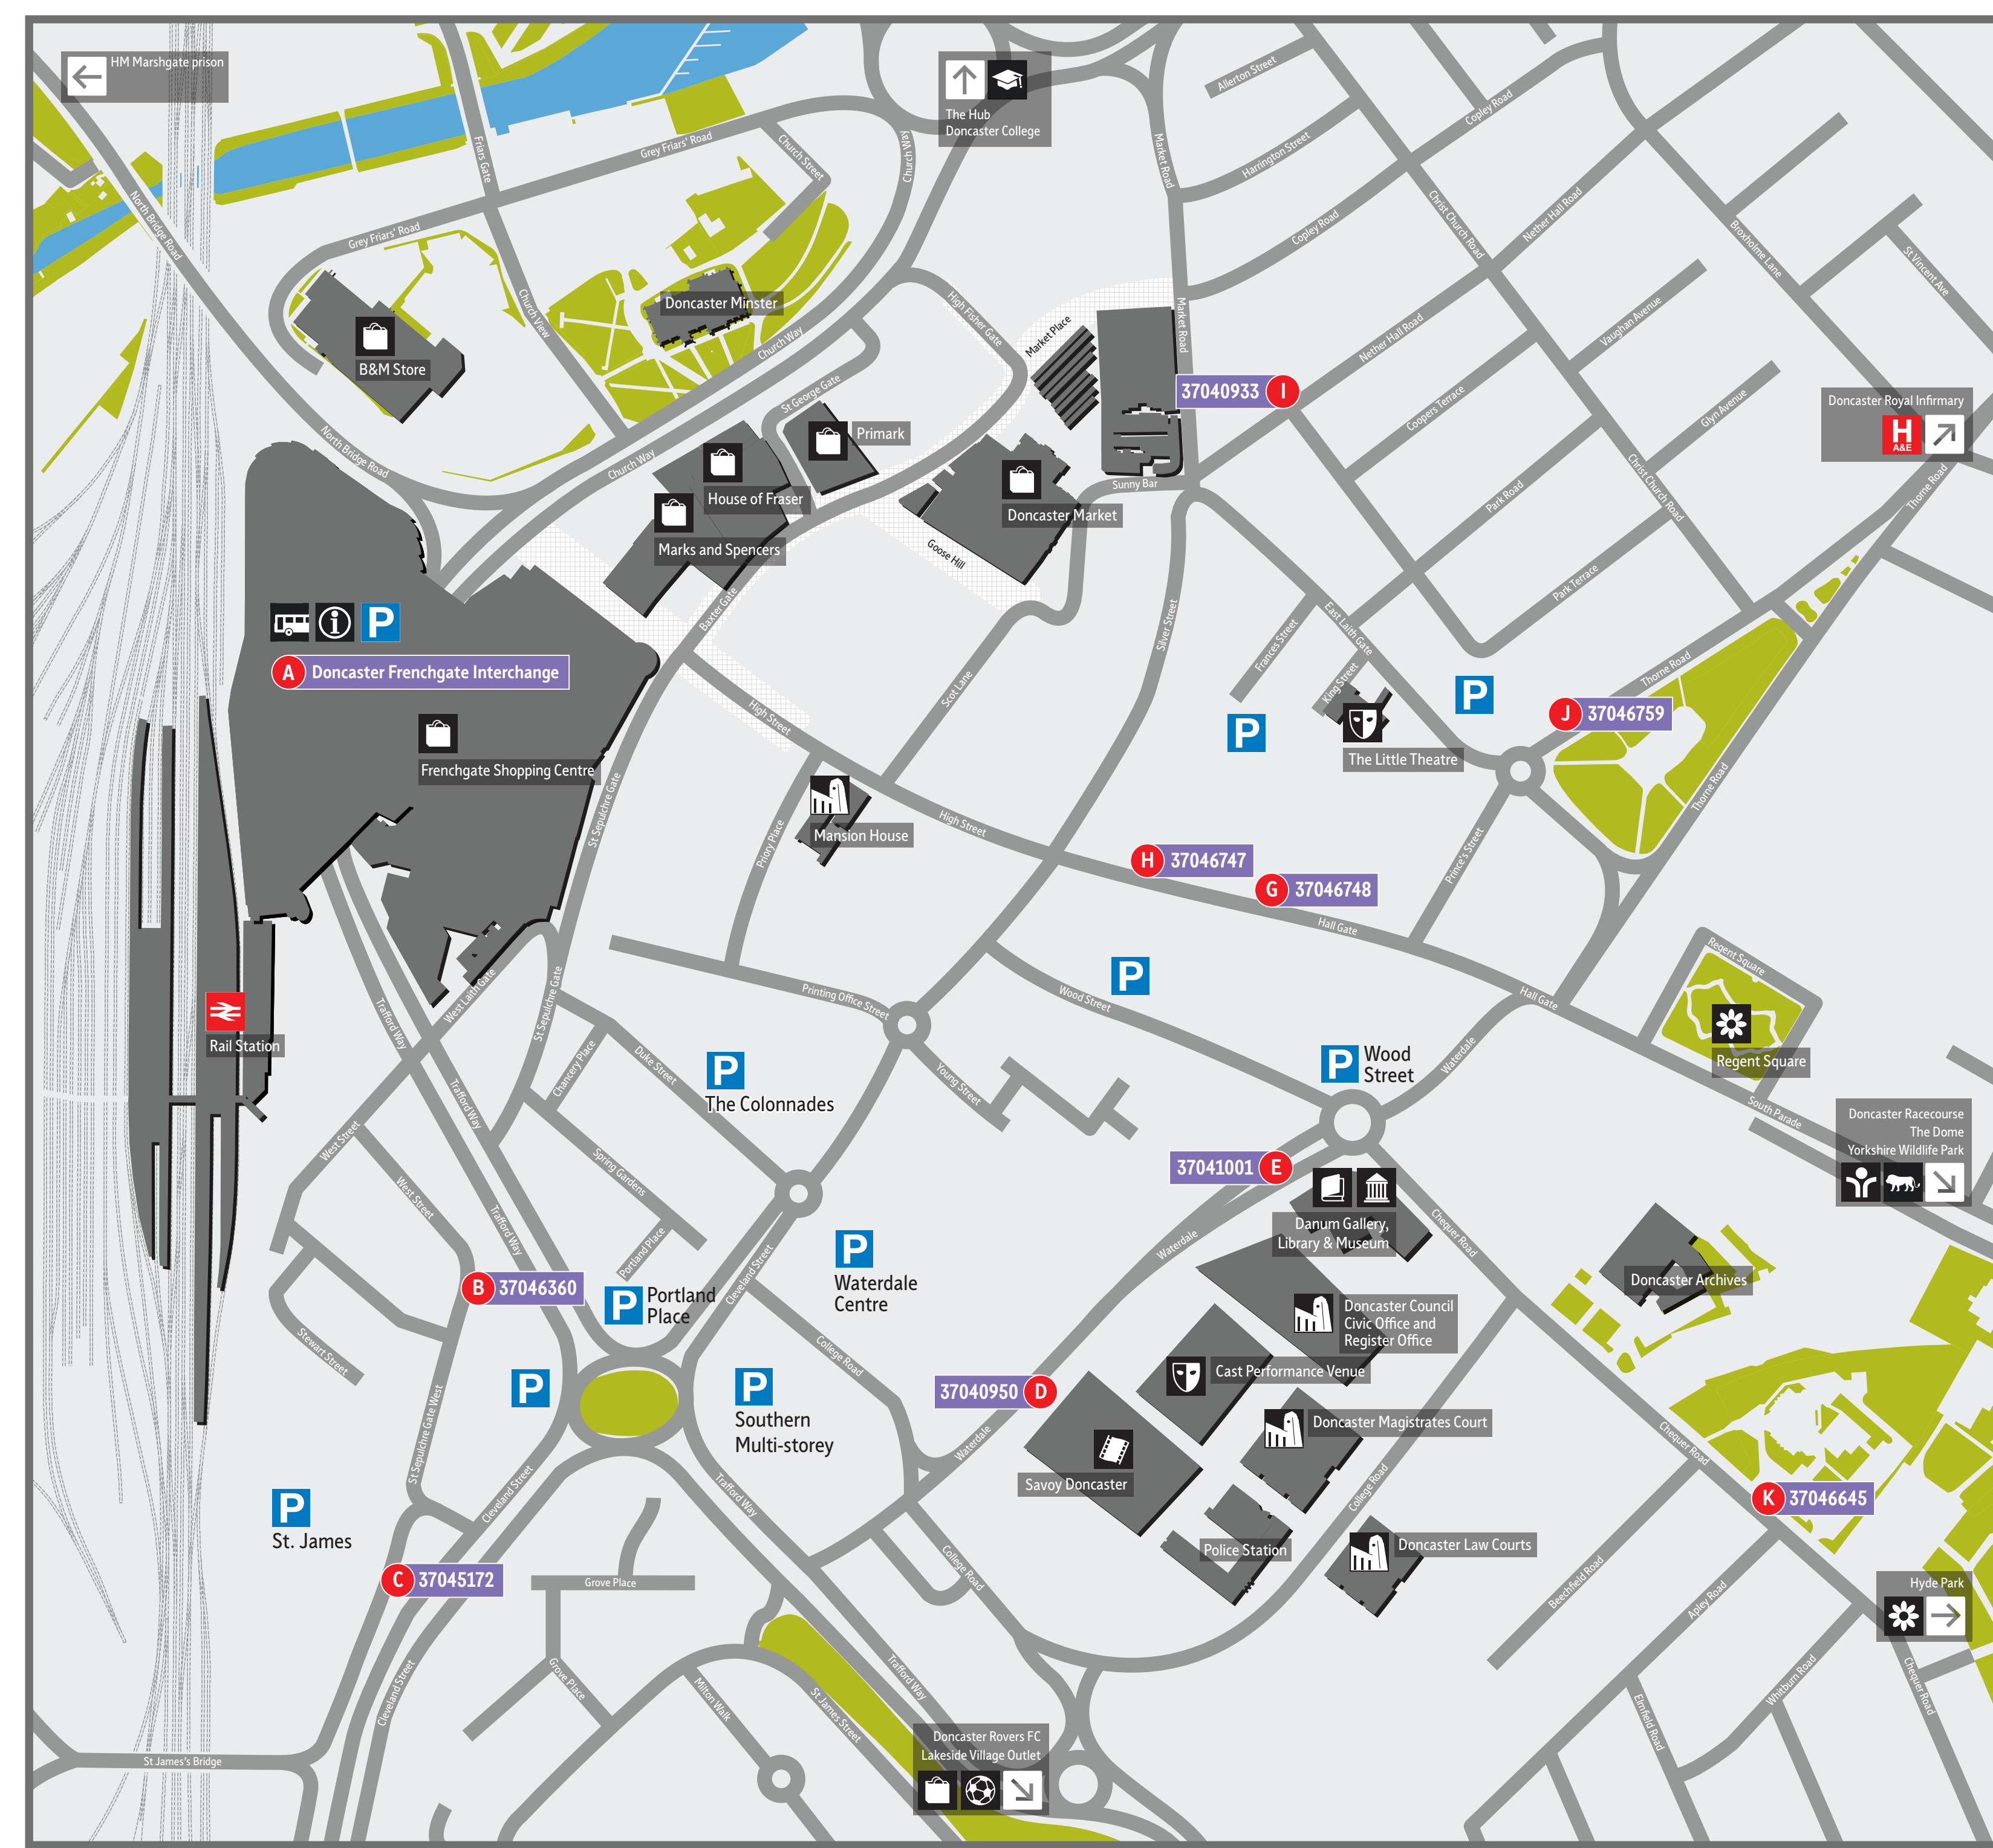 HM Marshgate prison
The Hub
Doncaster College
Allerton Street
Copley Road
Harrington Street
Market Road
Friars Gate
Grey Friars' Road
Church Street
Church Way
North Bridge Road
Christ Church Road
Nether Hall Road
Copley Road
Broxholme Lane
St Vincent Ave
Grey Friars' Road
Church View
Doncaster Minster
Church Way
High Fisher Gate
Market Place
Market Road
Nether Hall Road
Vaughan Avenue
B&M Store
St George Gate
37040933 I
Coopers Terrace
Glyn Avenue
Doncaster Royal Infirmary
H
A&E
North Bridge Road
Church Way
Primark
House of Fraser
Marks and Spencers
Doncaster Market
Sunny Bar
Goose Hill
Park Road
Christ Church Road
Thorne Road
Park Terrace
Baxter Gate
Silver Street
East Laith Gate
Frances Street
King Street
Thorne Road
P
A Doncaster Frenchgate Interchange
Scot Lane
High Street
P
P
J 37046759
The Little Theatre
Frenchgate Shopping Centre
St Sepulchre Gate
Priory Place
Mansion House
High Street
Thorne Road
Prince's Street
H 37046747
G 37046748
Hall Gate
Regent Square
Trafford Way
West Laith Gate
St Sepulchre Gate
Printing Office Street
Wood Street
P
Hall Gate
Rail Station
Regent Square
Chancery Place
Duke Street
P
The Colonnades
Young Street
P
Wood
Street
Waterdale
South Parade
Doncaster Racecourse
The Dome
Yorkshire Wildlife Park
Trafford Way
West Street
West Street
Spring Gardens
37041001 E
Danum Gallery,
Library & Museum
Chequer Road
Trafford Way
Portland Place
Cleveland Street
P
Waterdale
Centre
Waterdale
Doncaster Archives
B 37046360
P
Portland
Place
Doncaster Council
Civic Office and
Register Office
Stewart Street
College Road
Cast Performance Venue
P
P
Southern
Multi-storey
37040950 D
Doncaster Magistrates Court
St Sepulchre Gate West
Waterdale
Chequer Road
Savoy Doncaster
College Road
P
St. James
Cleveland Street
Trafford Way
K 37046645
Police Station
Doncaster Law Courts
C 37045172
Grove Place
College Road
Beechfield Road
Apley Road
Hyde Park
Cleveland Street
Grove Place
Milton Walk
St James Street
Trafford Way
Elmfield Road
Whitburn Road
Chequer Road
St James's Bridge
Doncaster Rovers FC
Lakeside Village Outlet